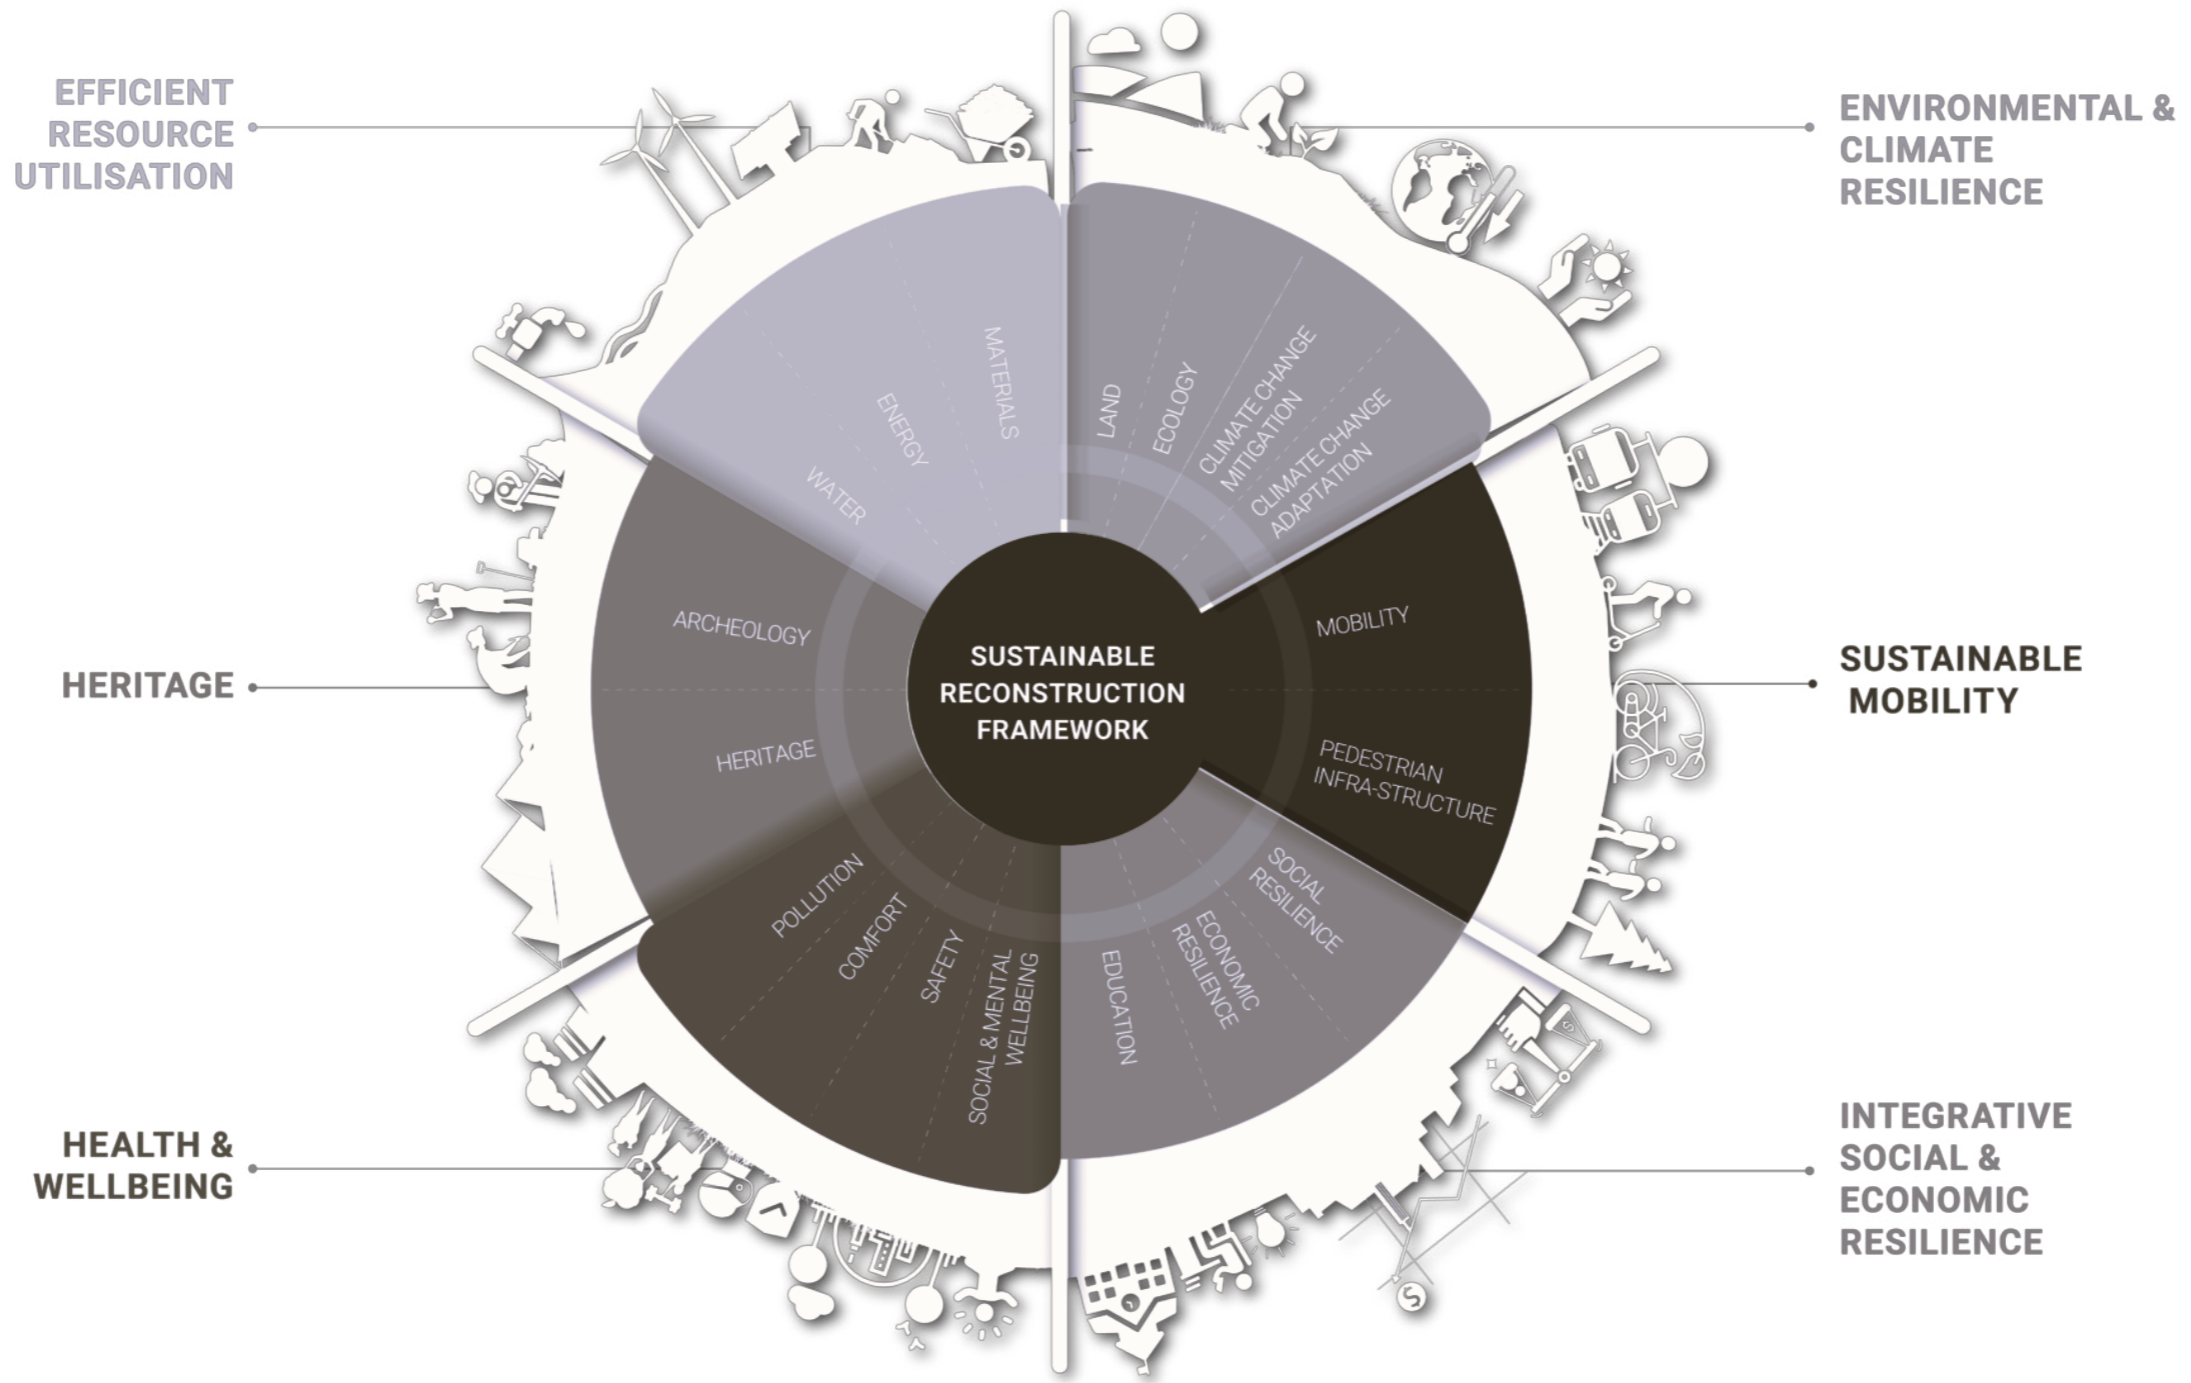 EFFICIENT
RESOURCE
UTILISATION
ENVIRONMENTAL &
CLIMATE
RESILIENCE
MATERIALS
ENERGY
WATER
LAND
ECOLOGY
CLIMATE CHANGE
MITIGATION
CLIMATE CHANGE
ADAPTATION
HERITAGE
ARCHEOLOGY
HERITAGE
SUSTAINABLE
RECONSTRUCTION
FRAMEWORK
MOBILITY
PEDESTRIAN
INFRA-STRUCTURE
SUSTAINABLE
MOBILITY
HEALTH &
WELLBEING
POLLUTION
COMFORT
SAFETY
SOCIAL & MENTAL
WELLBEING
EDUCATION
ECONOMIC
RESILIENCE
SOCIAL
RESILIENCE
INTEGRATIVE
SOCIAL &
ECONOMIC
RESILIENCE
$
$